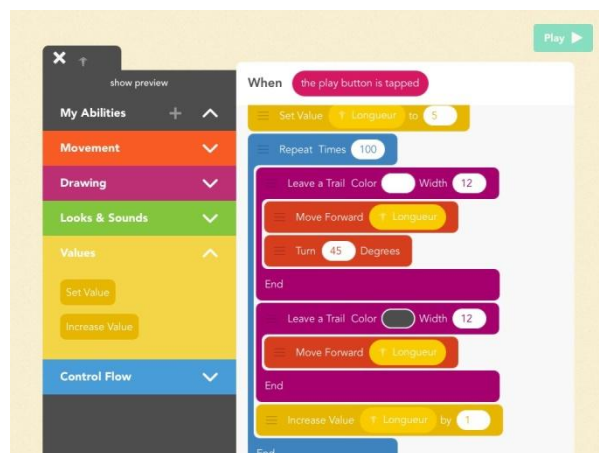 Play
show preview
When the play button is tapped
My Abilities +
Set Value Longueur to 5
Movement
Repeat Times 100
Drawing
Leave a Trail Color Width 12
Looks & Sounds
Move Forward Longueur
Values
Turn 45 Degrees
End
Set Value
Leave a Trail Color Width 12
Increase Value
Move Forward Longueur
Control Flow
End
Increase Value Longueur by 1
End